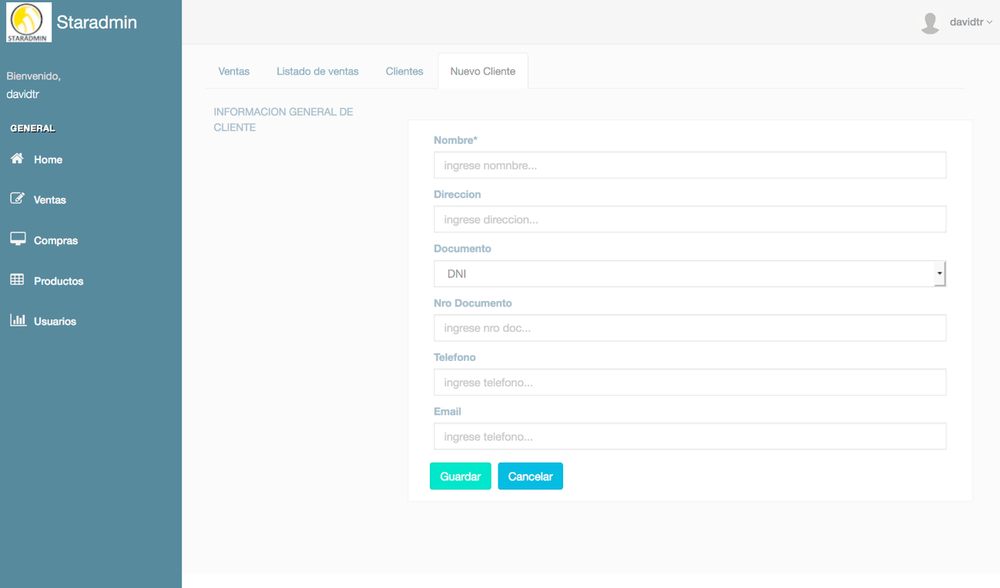 STARADMIN
Staradmin
davidtr
Bienvenido,
davidtr
GENERAL
Home
Ventas
Compras
Productos
Usuarios
Ventas
Listado de ventas
Clientes
Nuevo Cliente
INFORMACION GENERAL DE
CLIENTE
Nombre*
ingrese nomnbre...
Direccion
ingrese direccion...
Documento
DNI
Nro Documento
ingrese nro doc...
Telefono
ingrese telefono...
Email
ingrese telefono...
Guardar
Cancelar